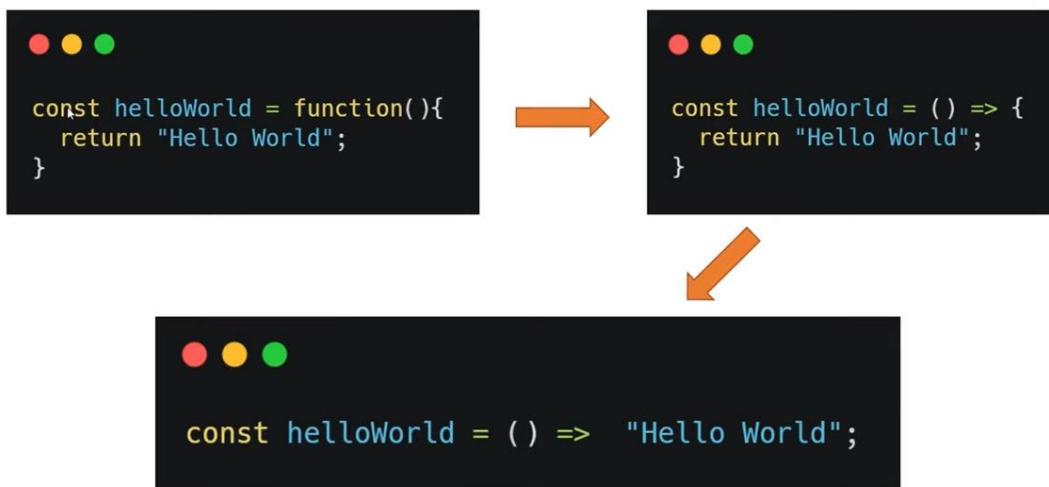 const helloWorld = function(){
  return "Hello World";
}
const helloWorld = () => {
  return "Hello World";
}
const helloWorld = () =>  "Hello World";